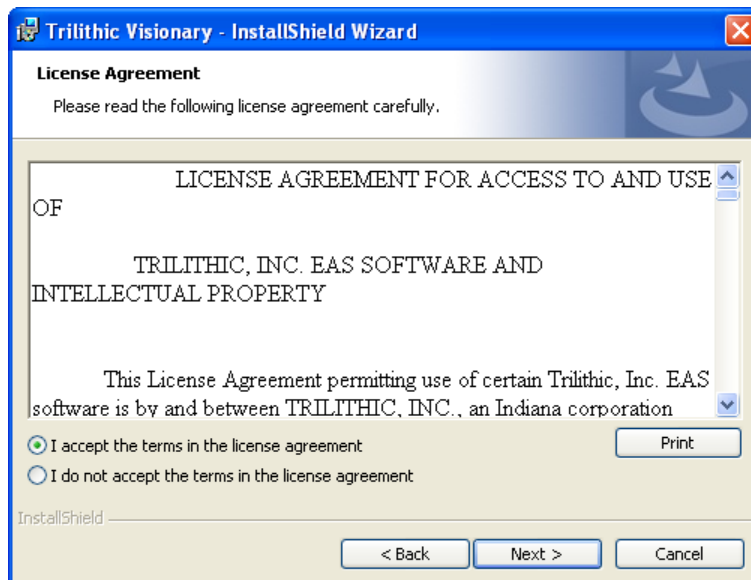 Trilithic Visionary - InstallShield Wizard
License Agreement
Please read the following license agreement carefully.
LICENSE AGREEMENT FOR ACCESS TO AND USE
OF
TRILITHIC, INC. EAS SOFTWARE AND
INTELLECTUAL PROPERTY
This License Agreement permitting use of certain Trilithic, Inc. EAS
software is by and between TRILITHIC, INC., an Indiana corporation
I accept the terms in the license agreement
Print
I do not accept the terms in the license agreement
InstallShield
< Back
Next >
Cancel